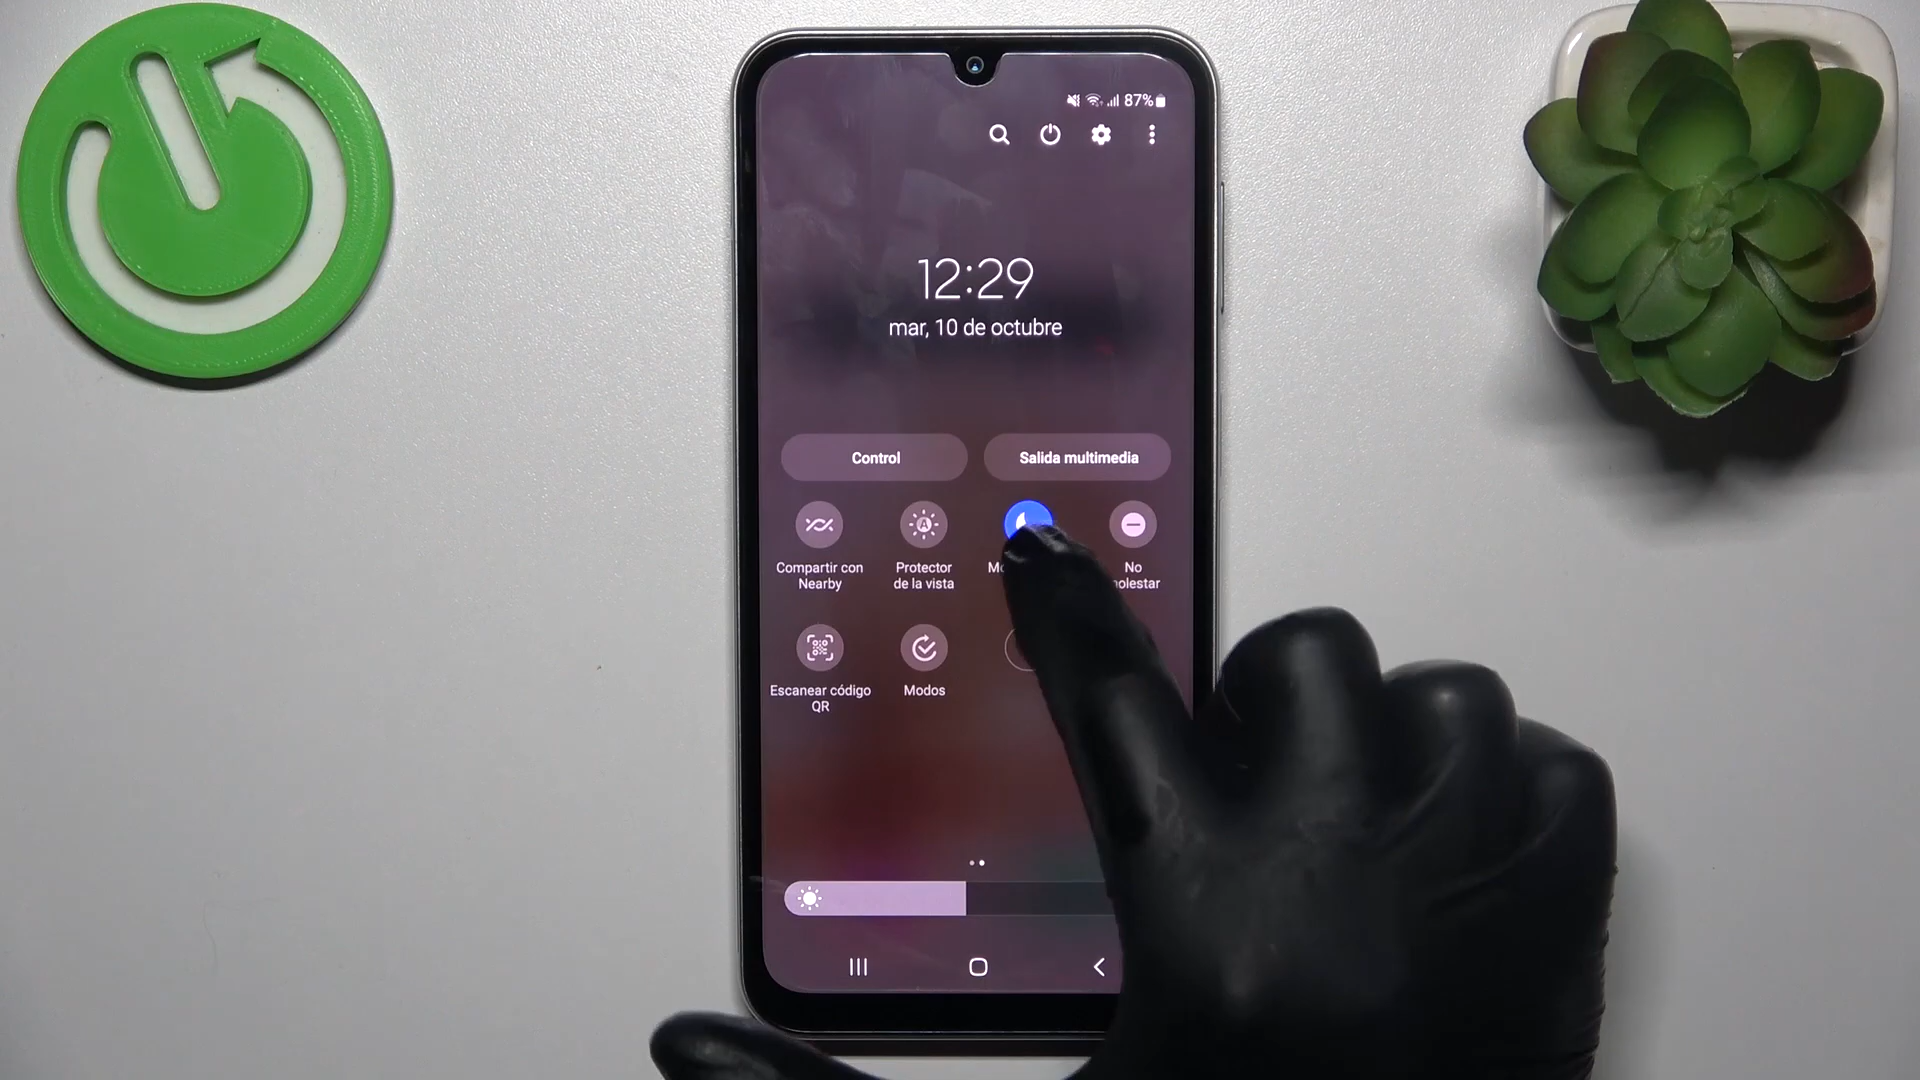 87%
12:29
mar, 10 de octubre
Control
Salida multimedia
Compartir con
Nearby
Protector
de la vista
No
Escanear código
QR
Modos